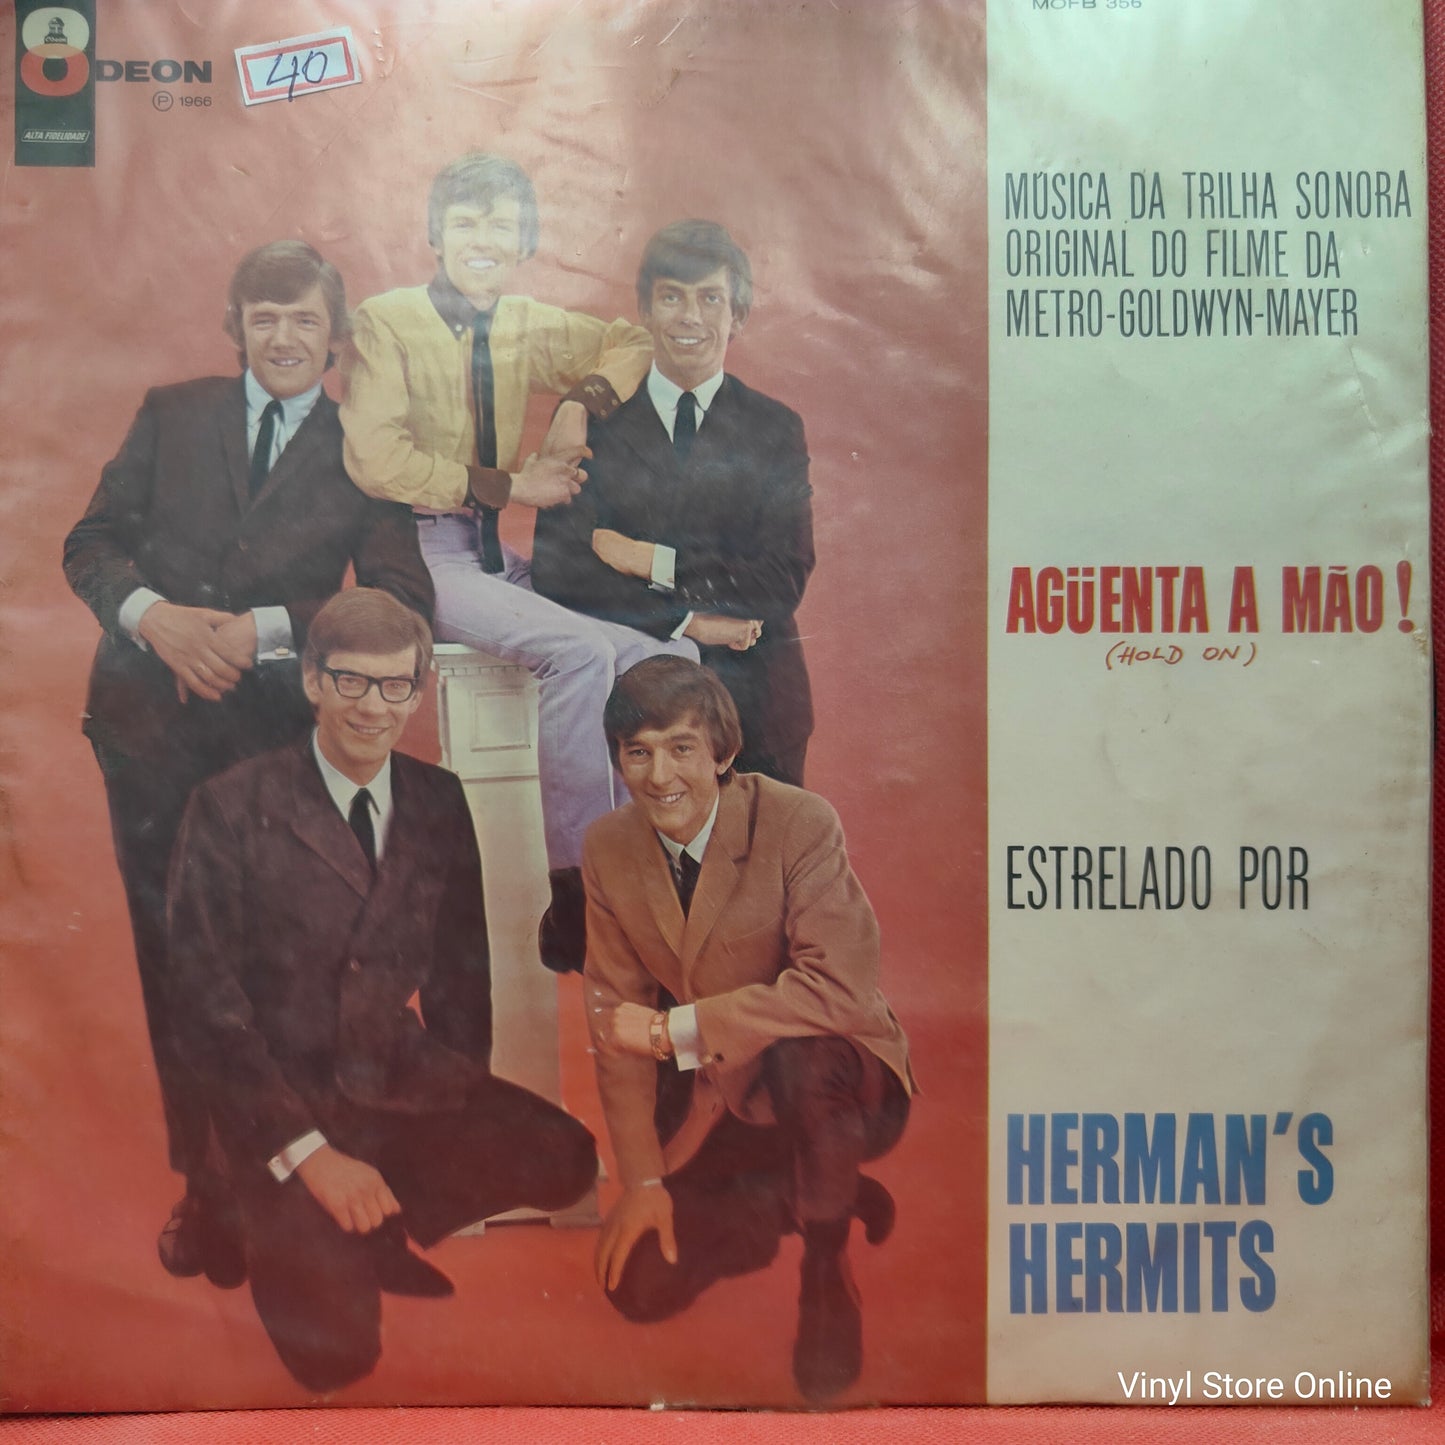 MOFB 356
Odeon
ODEON
40
℗ 1966
ALTA FIDELIDADE
MÚSICA DA TRILHA SONORA
ORIGINAL DO FILME DA
METRO-GOLDWYN-MAYER
AGÜENTA A MÃO!
(HOLD ON)
ESTRELADO POR
HERMAN'S
HERMITS
Vinyl Store Online